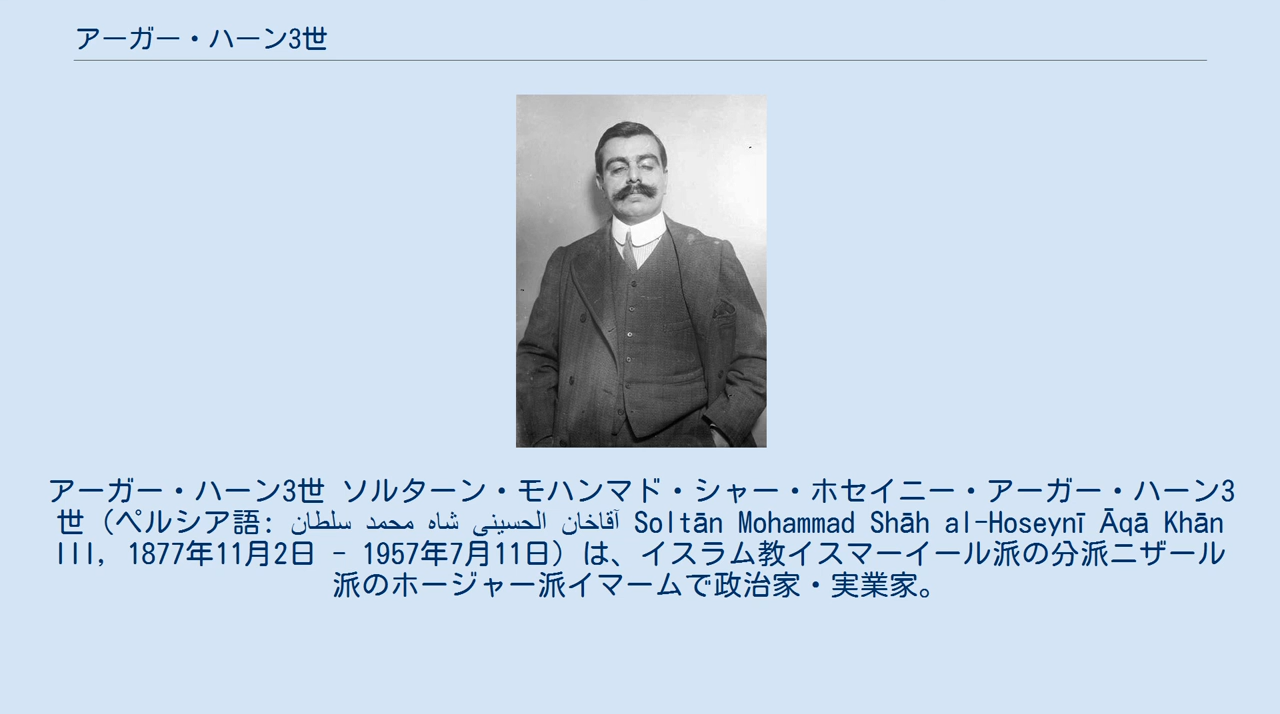 アーガー・ハーン3世
アーガー・ハーン3世 ソルターン・モハンマド・シャー・ホセイニー・アーガー・ハーン3
世（ペルシア語: سلطان محمد شاه الحسینی آقاخان Soltān Mohammad Shāh al-Hoseynī Āqā Khān
III, 1877年11月2日 - 1957年7月11日）は、イスラム教イスマーイール派の分派ニザール
派のホージャー派イマームで政治家・実業家。